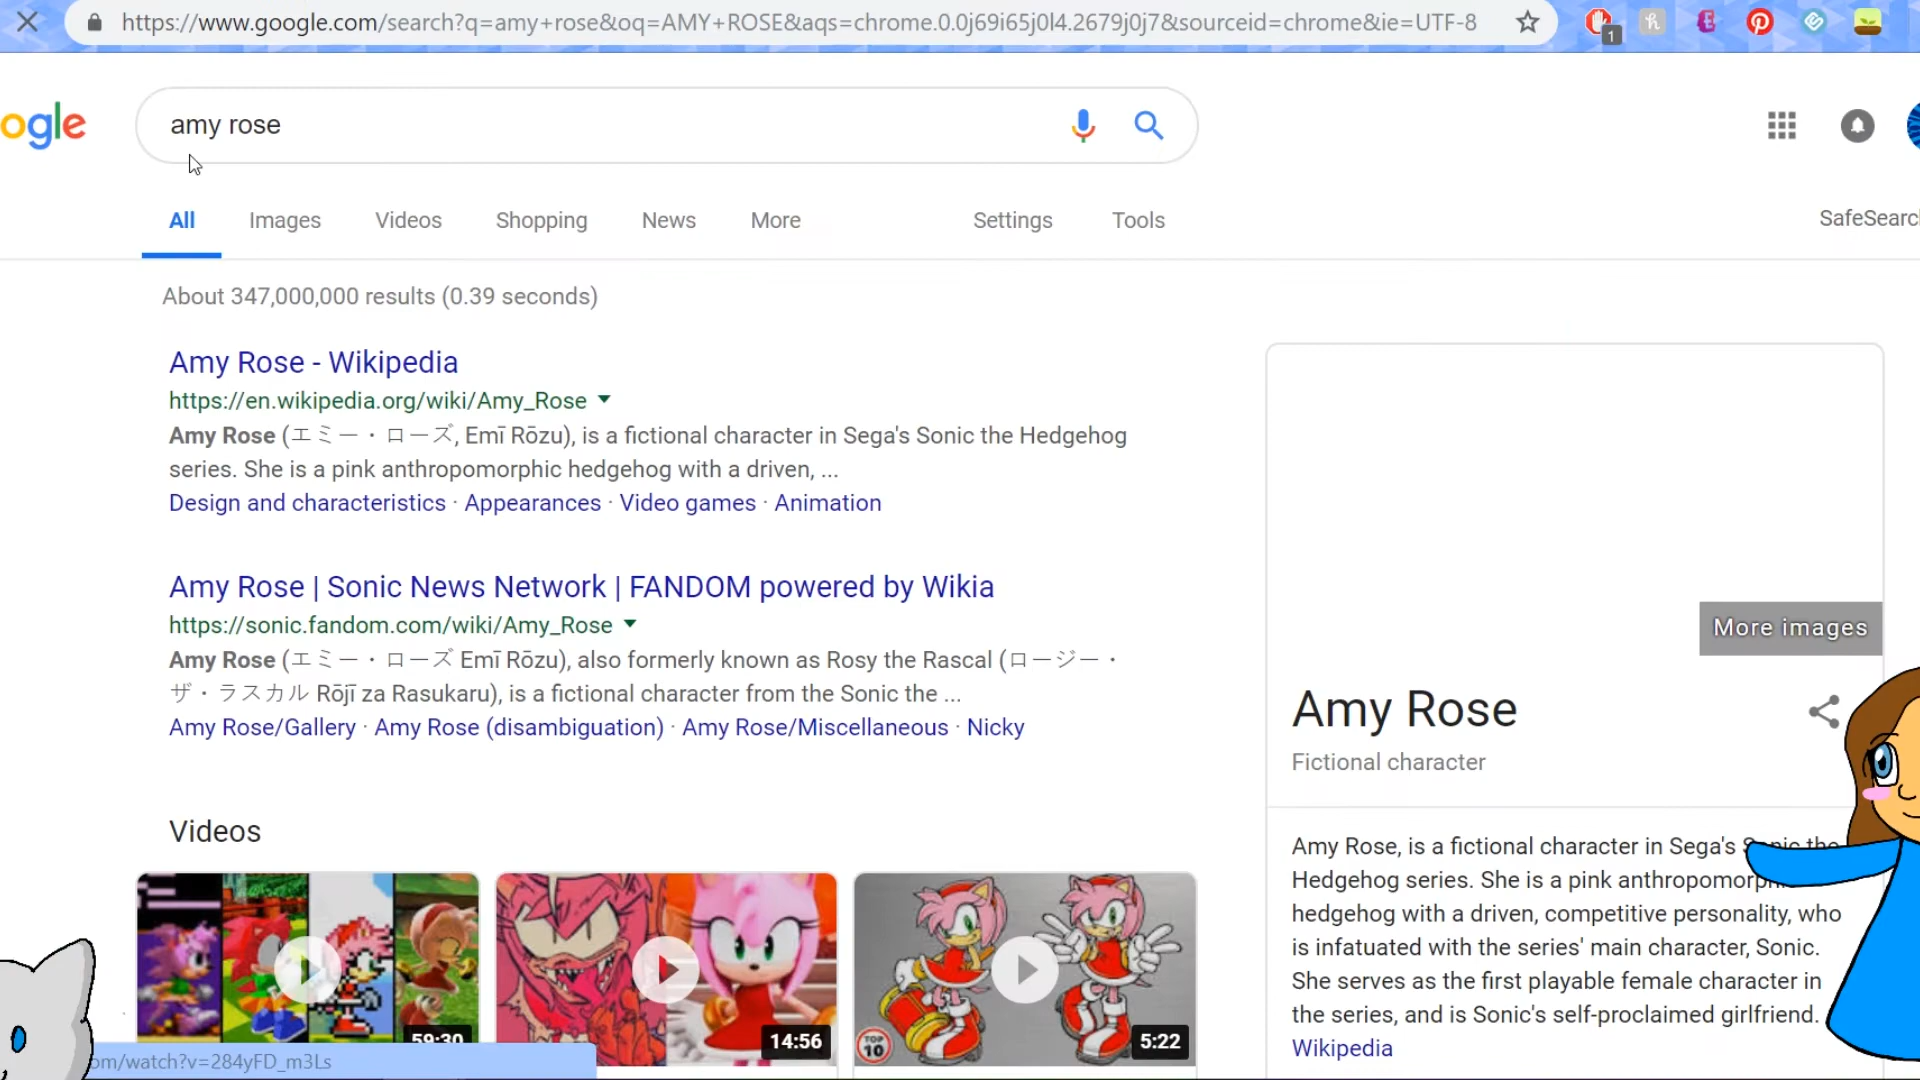 https://www.google.com/search?q=amy+rose&oq=AMY+ROSE&aqs=chrome.0.0j69i65j0l4.2679j0j7&sourceid=chrome&ie=UTF-8
1
ogle
amy rose
All Images Videos Shopping News More Settings Tools
SafeSearc
About 347,000,000 results (0.39 seconds)
Amy Rose - Wikipedia
https://en.wikipedia.org/wiki/Amy_Rose
Amy Rose (エミー・ローズ, Emī Rōzu), is a fictional character in Sega's Sonic the Hedgehog
series. She is a pink anthropomorphic hedgehog with a driven, ...
Design and characteristics · Appearances · Video games · Animation
Amy Rose | Sonic News Network | FANDOM powered by Wikia
https://sonic.fandom.com/wiki/Amy_Rose
Amy Rose (エミー・ローズ Emī Rōzu), also formerly known as Rosy the Rascal (ロージー・
ザ・ラスカル Rōjī za Rasukaru), is a fictional character from the Sonic the ...
Amy Rose/Gallery · Amy Rose (disambiguation) · Amy Rose/Miscellaneous · Nicky
Videos
59:30
14:56
TOP
10
5:22
om/watch?v=284yFD_m3Ls
More images
Amy Rose
Fictional character
Amy Rose, is a fictional character in Sega's Sonic the
Hedgehog series. She is a pink anthropomorphic
hedgehog with a driven, competitive personality, who
is infatuated with the series' main character, Sonic.
She serves as the first playable female character in
the series, and is Sonic's self-proclaimed girlfriend.
Wikipedia